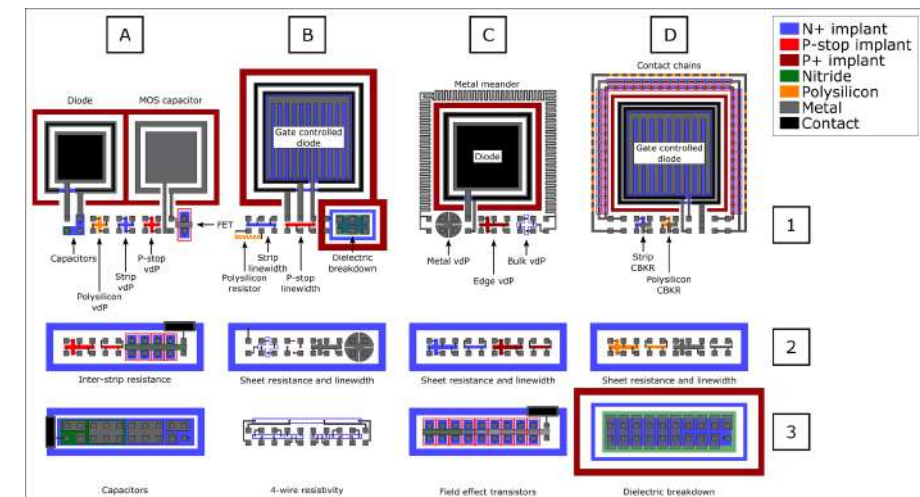 A
B
C
D
N+ implant
P-stop implant
P+ implant
Nitride
Polysilicon
Metal
Contact
Diode
MOS capacitor
Metal meander
Contact chains
Gate controlled
diode
Diode
Gate controlled
diode
1
FET
Capacitors
Polysilicon
vdP
Strip
vdP
P-stop
vdP
Polysilicon
resistor
Strip
linewidth
P-stop
linewidth
Dielectric
breakdown
Metal vdP
Edge vdP
Bulk vdP
Strip
CBKR
Polysilicon
CBKR
2
Inter-strip resistance
Sheet resistance and linewidth
Sheet resistance and linewidth
Sheet resistance and linewidth
3
Capacitors
4-wire resistivity
Field effect transistors
Dielectric breakdown